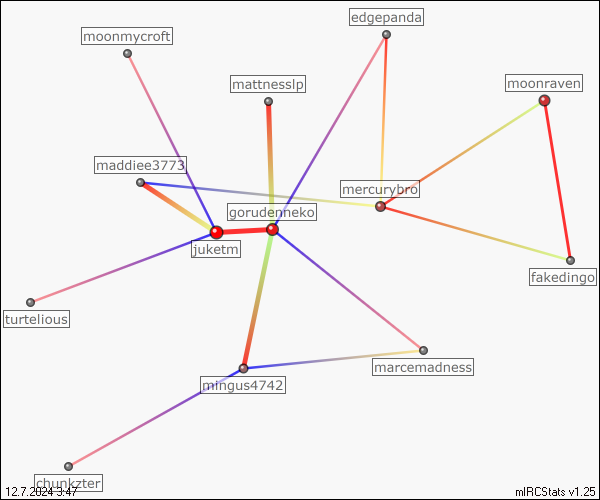 edgepanda
moonmycroft
mattnesslp
moonraven
maddiee3773
mercurybro
gorudenneko
juketm
fakedingo
turtelious
marcemadness
mingus4742
chunkzter
12.7.2024 3:47
mIRCStats v1.25